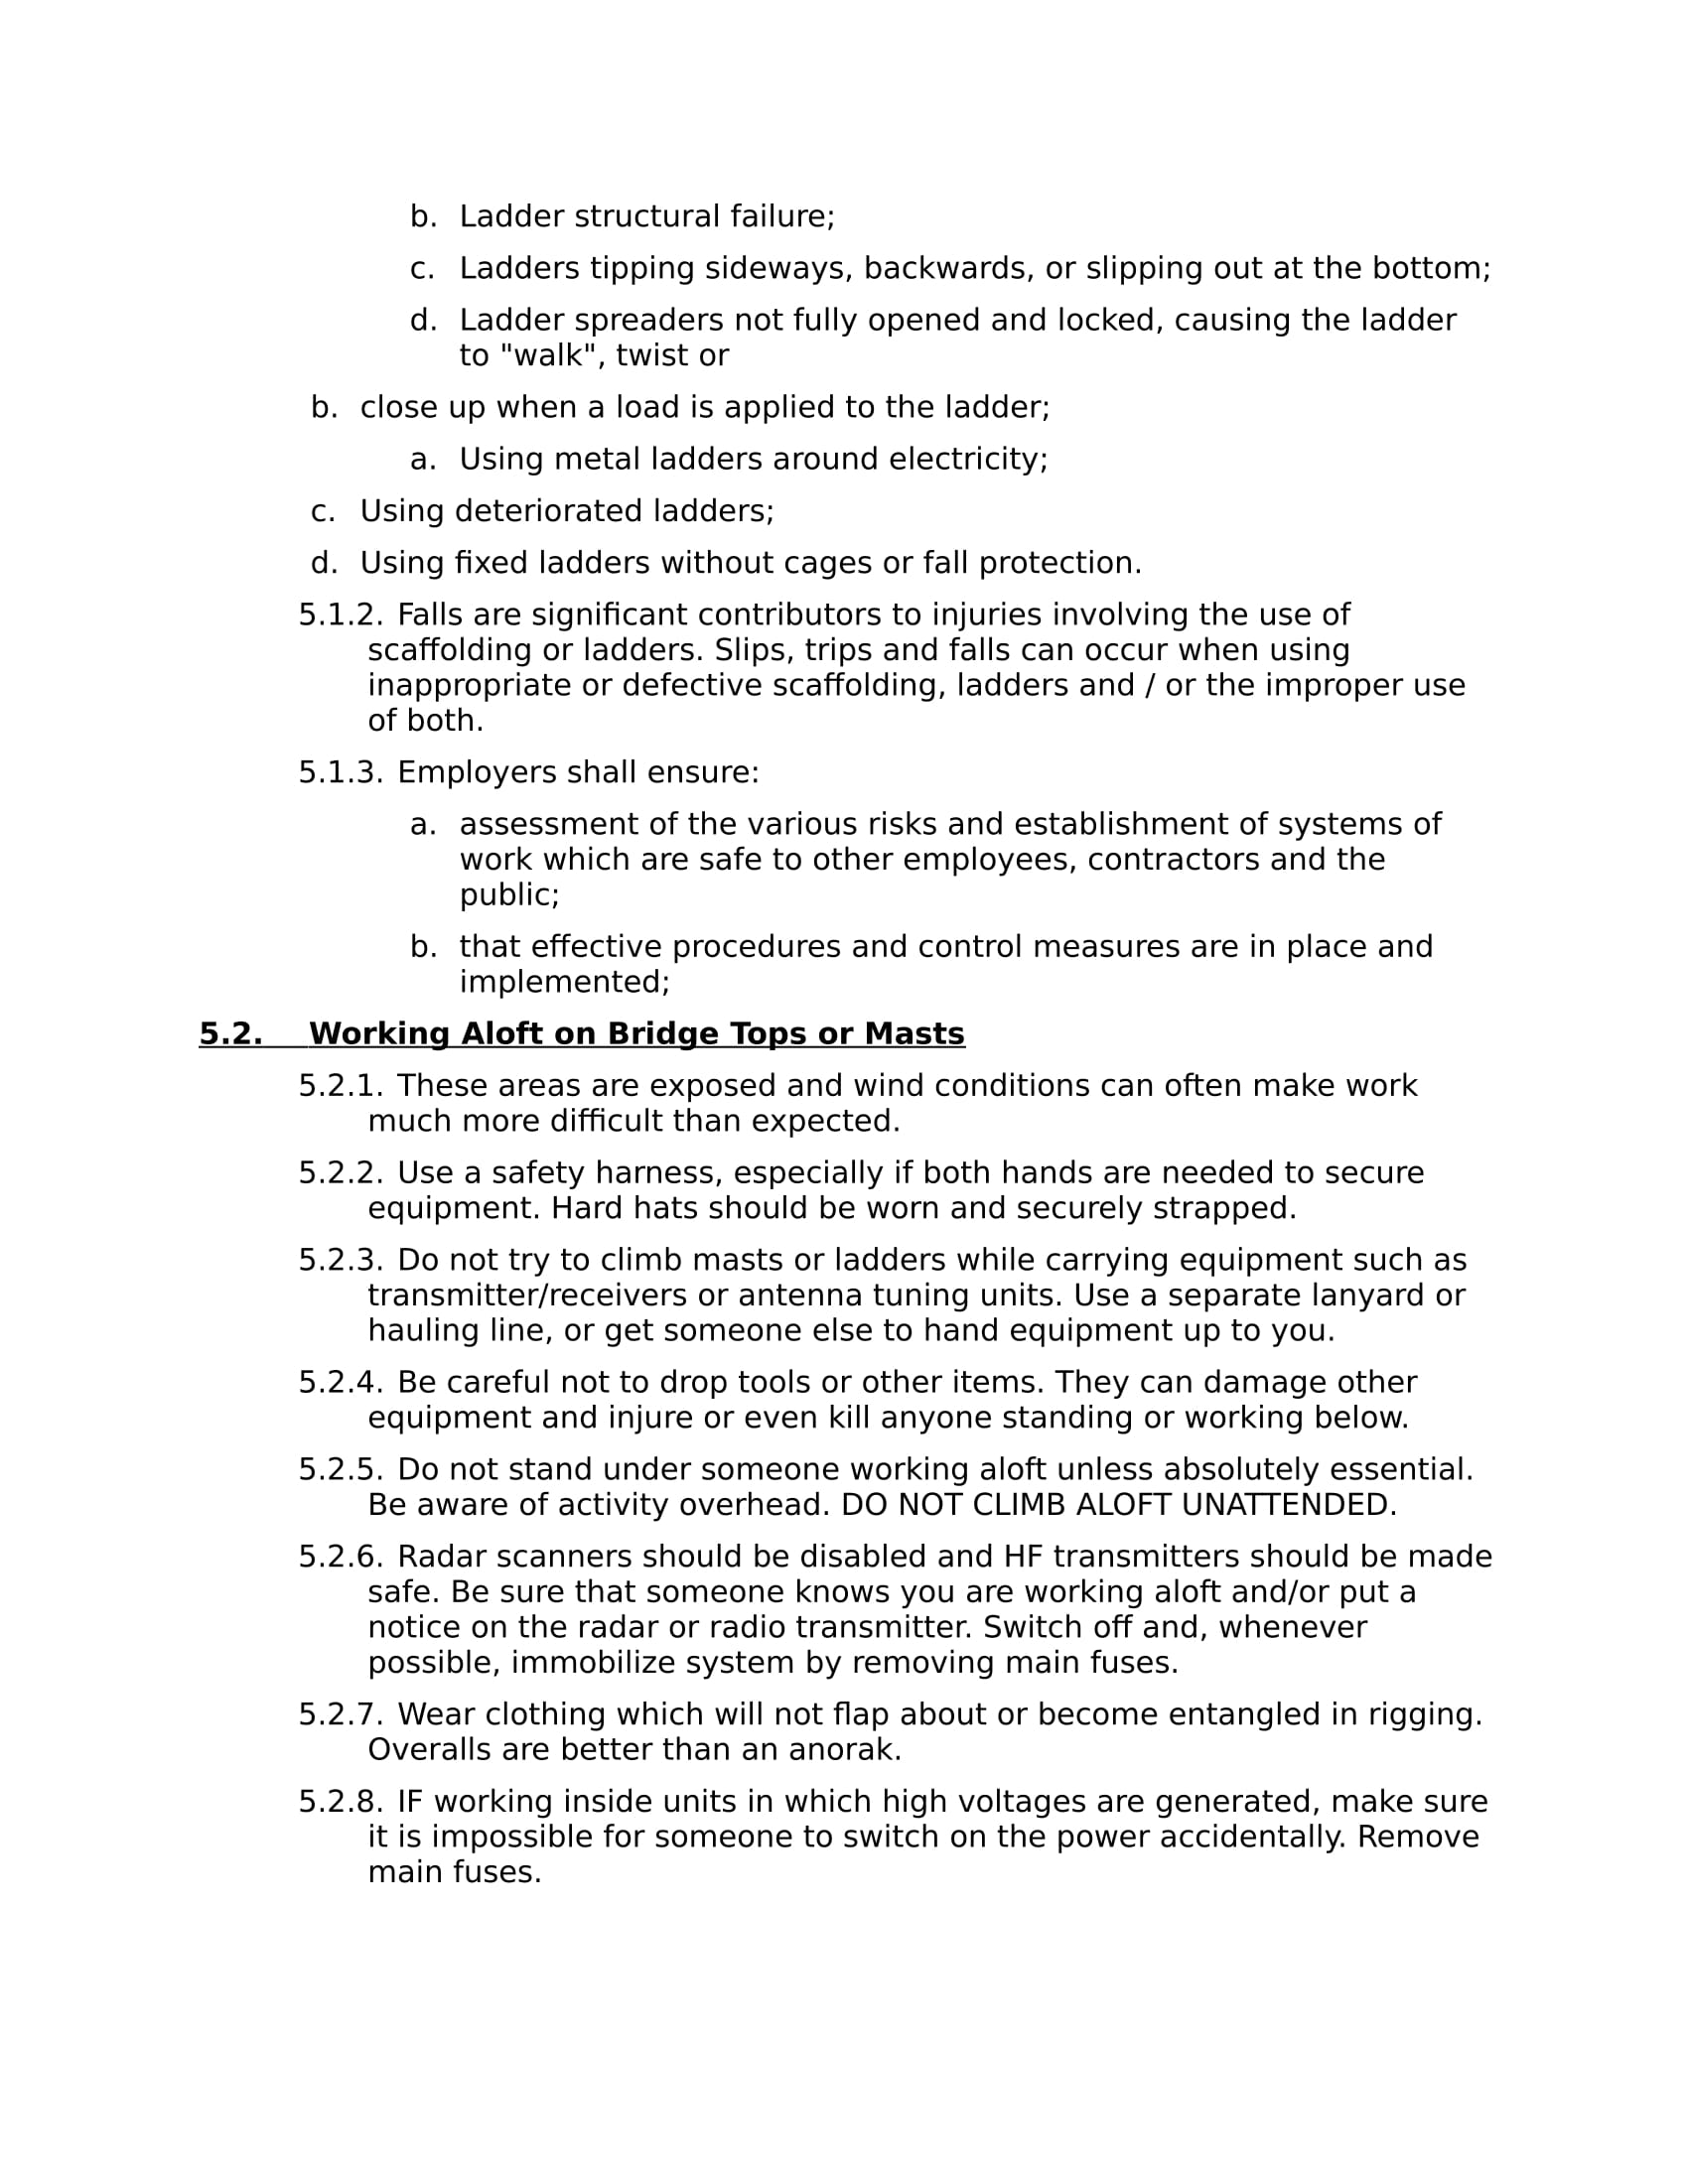 b. Ladder structural failure;
c. Ladders tipping sideways, backwards, or slipping out at the bottom;
d. Ladder spreaders not fully opened and locked, causing the ladder
to "walk", twist or
b. close up when a load is applied to the ladder;
a. Using metal ladders around electricity;
c. Using deteriorated ladders;
d. Using fixed ladders without cages or fall protection.
5.1.2. Falls are significant contributors to injuries involving the use of
scaffolding or ladders. Slips, trips and falls can occur when using
inappropriate or defective scaffolding, ladders and / or the improper use
of both.
5.1.3. Employers shall ensure:
a. assessment of the various risks and establishment of systems of
work which are safe to other employees, contractors and the
public;
b. that effective procedures and control measures are in place and
implemented;
5.2. Working Aloft on Bridge Tops or Masts
5.2.1. These areas are exposed and wind conditions can often make work
much more difficult than expected.
5.2.2. Use a safety harness, especially if both hands are needed to secure
equipment. Hard hats should be worn and securely strapped.
5.2.3. Do not try to climb masts or ladders while carrying equipment such as
transmitter/receivers or antenna tuning units. Use a separate lanyard or
hauling line, or get someone else to hand equipment up to you.
5.2.4. Be careful not to drop tools or other items. They can damage other
equipment and injure or even kill anyone standing or working below.
5.2.5. Do not stand under someone working aloft unless absolutely essential.
Be aware of activity overhead. DO NOT CLIMB ALOFT UNATTENDED.
5.2.6. Radar scanners should be disabled and HF transmitters should be made
safe. Be sure that someone knows you are working aloft and/or put a
notice on the radar or radio transmitter. Switch off and, whenever
possible, immobilize system by removing main fuses.
5.2.7. Wear clothing which will not flap about or become entangled in rigging.
Overalls are better than an anorak.
5.2.8. IF working inside units in which high voltages are generated, make sure
it is impossible for someone to switch on the power accidentally. Remove
main fuses.